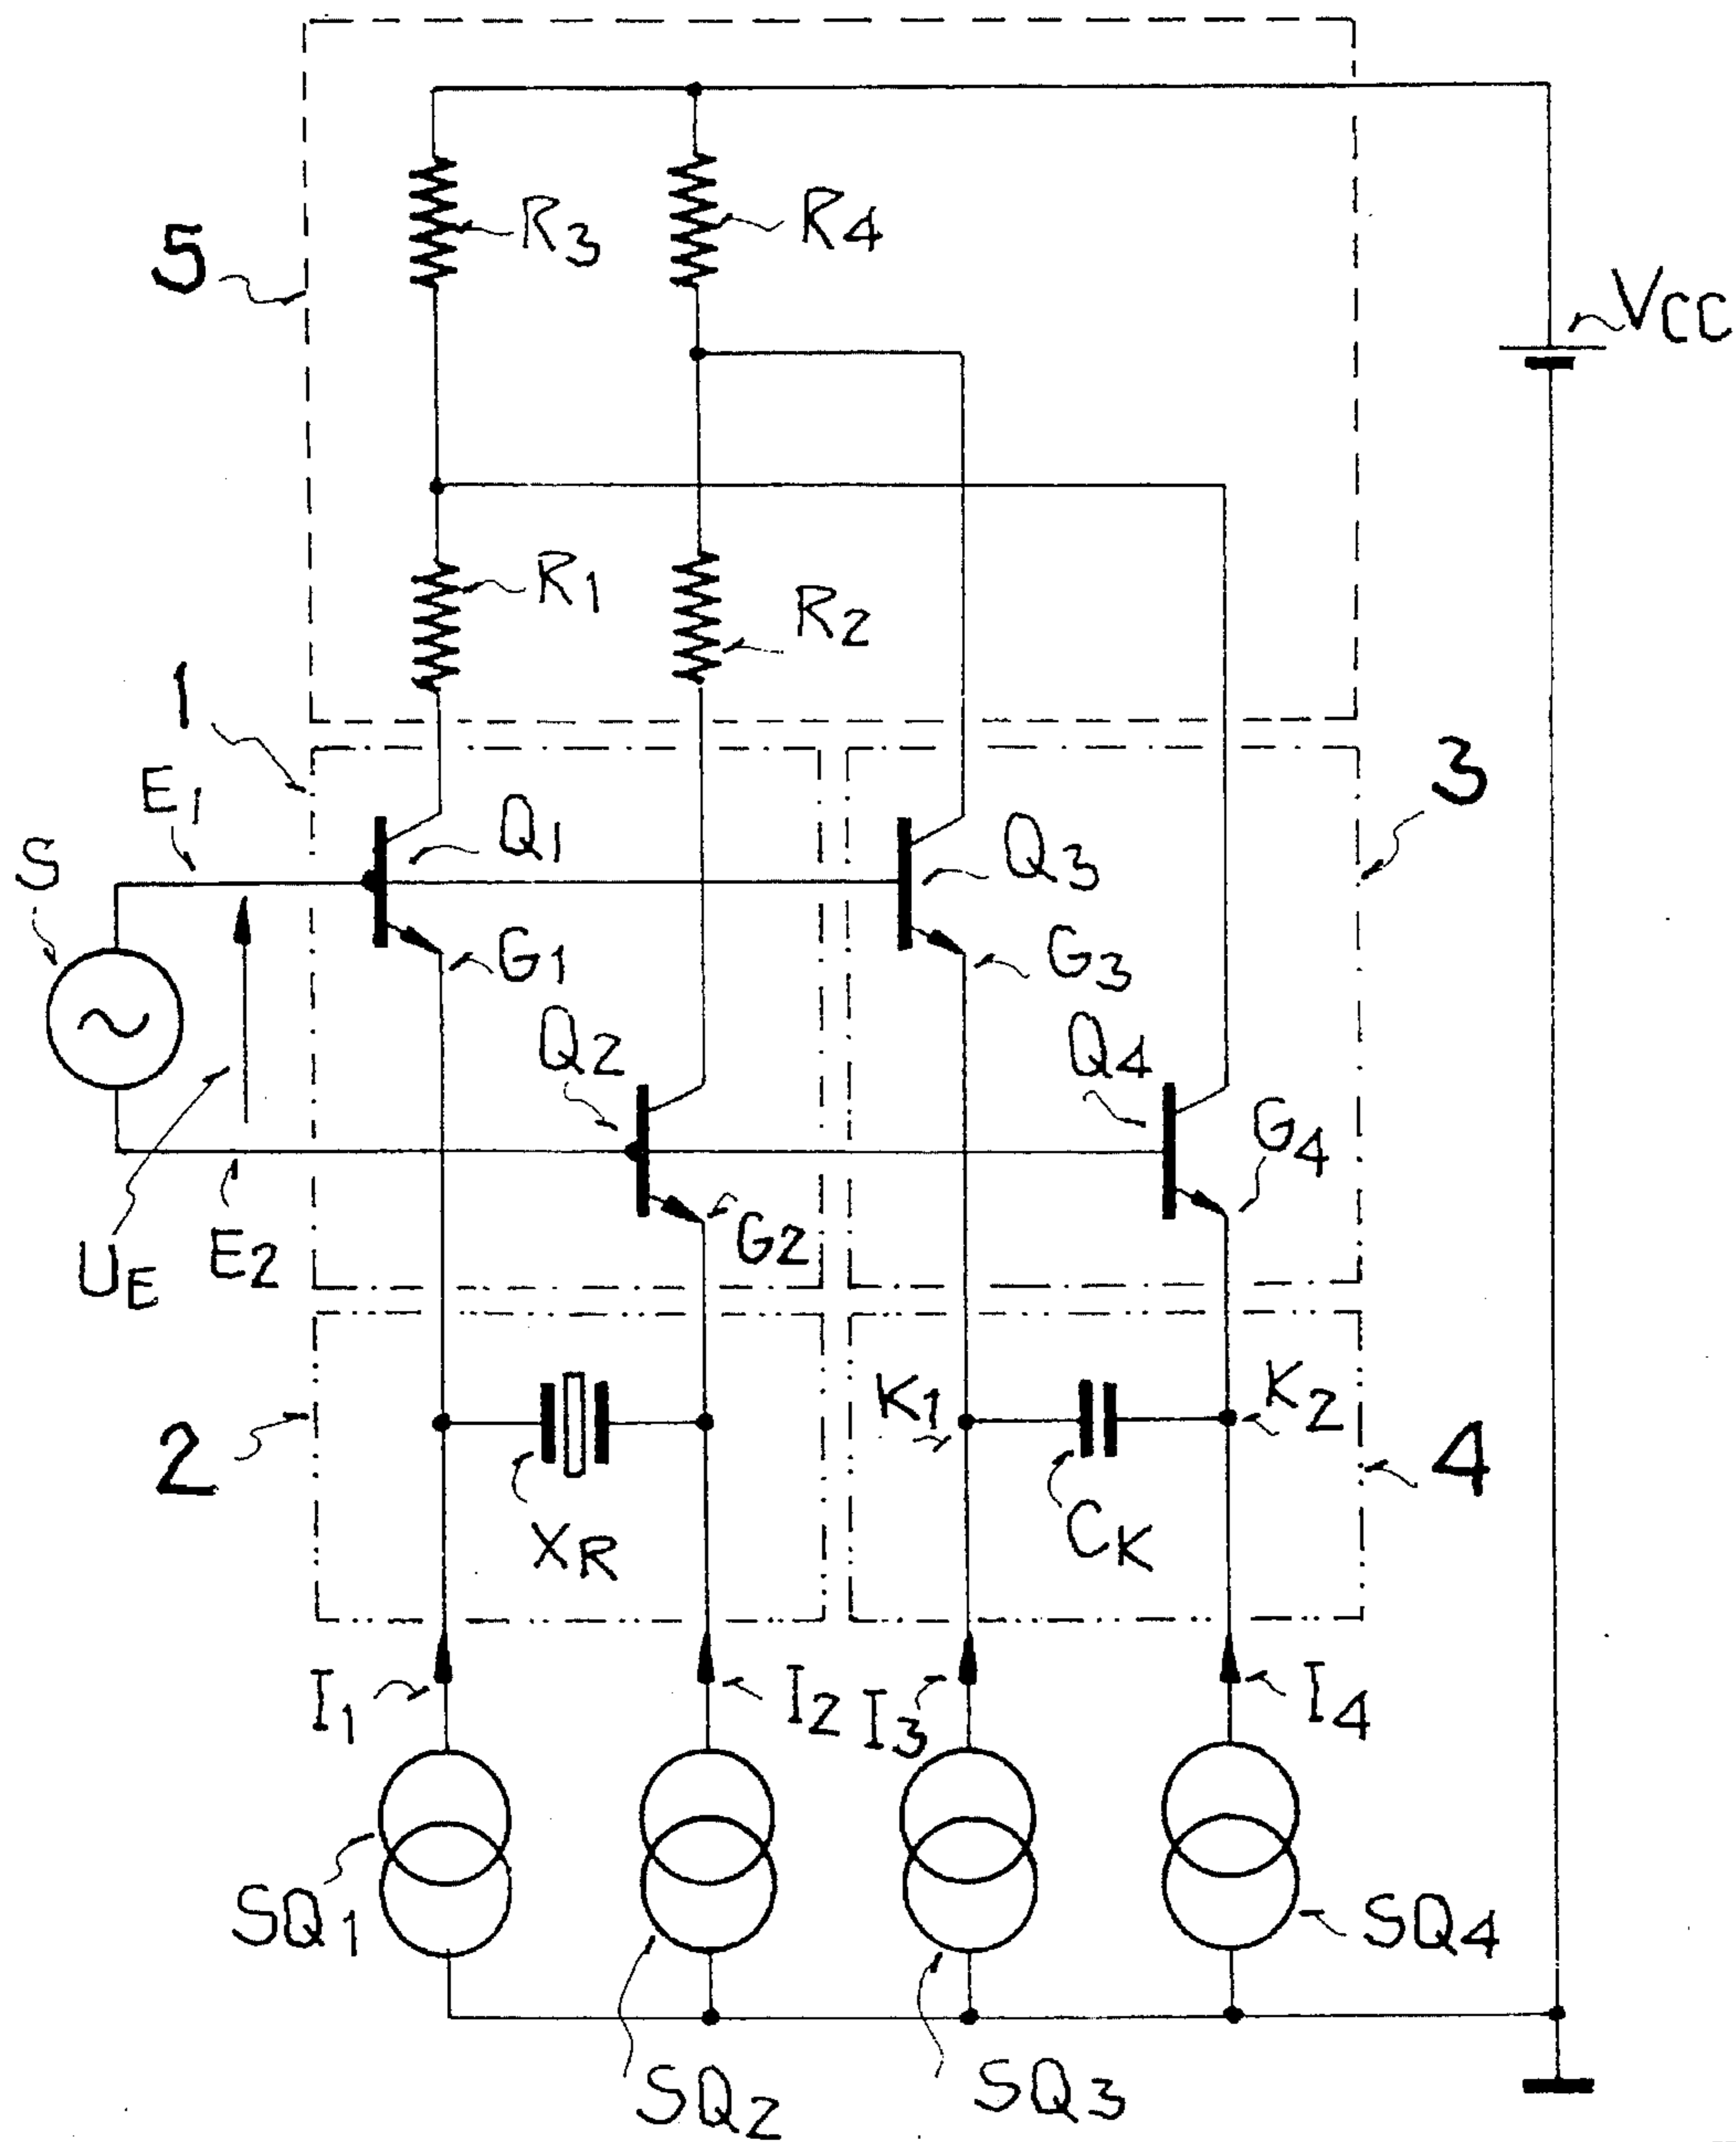 R3
R4
5
VCC
R1
R2
1
E1
Q1
Q3
3
S
G1
G3
Q2
Q4
G4
UE
E2
G2
K1
K2
2
XR
CK
4
I1
I2
I3
I4
SQ1
SQ4
SQ2
SQ3